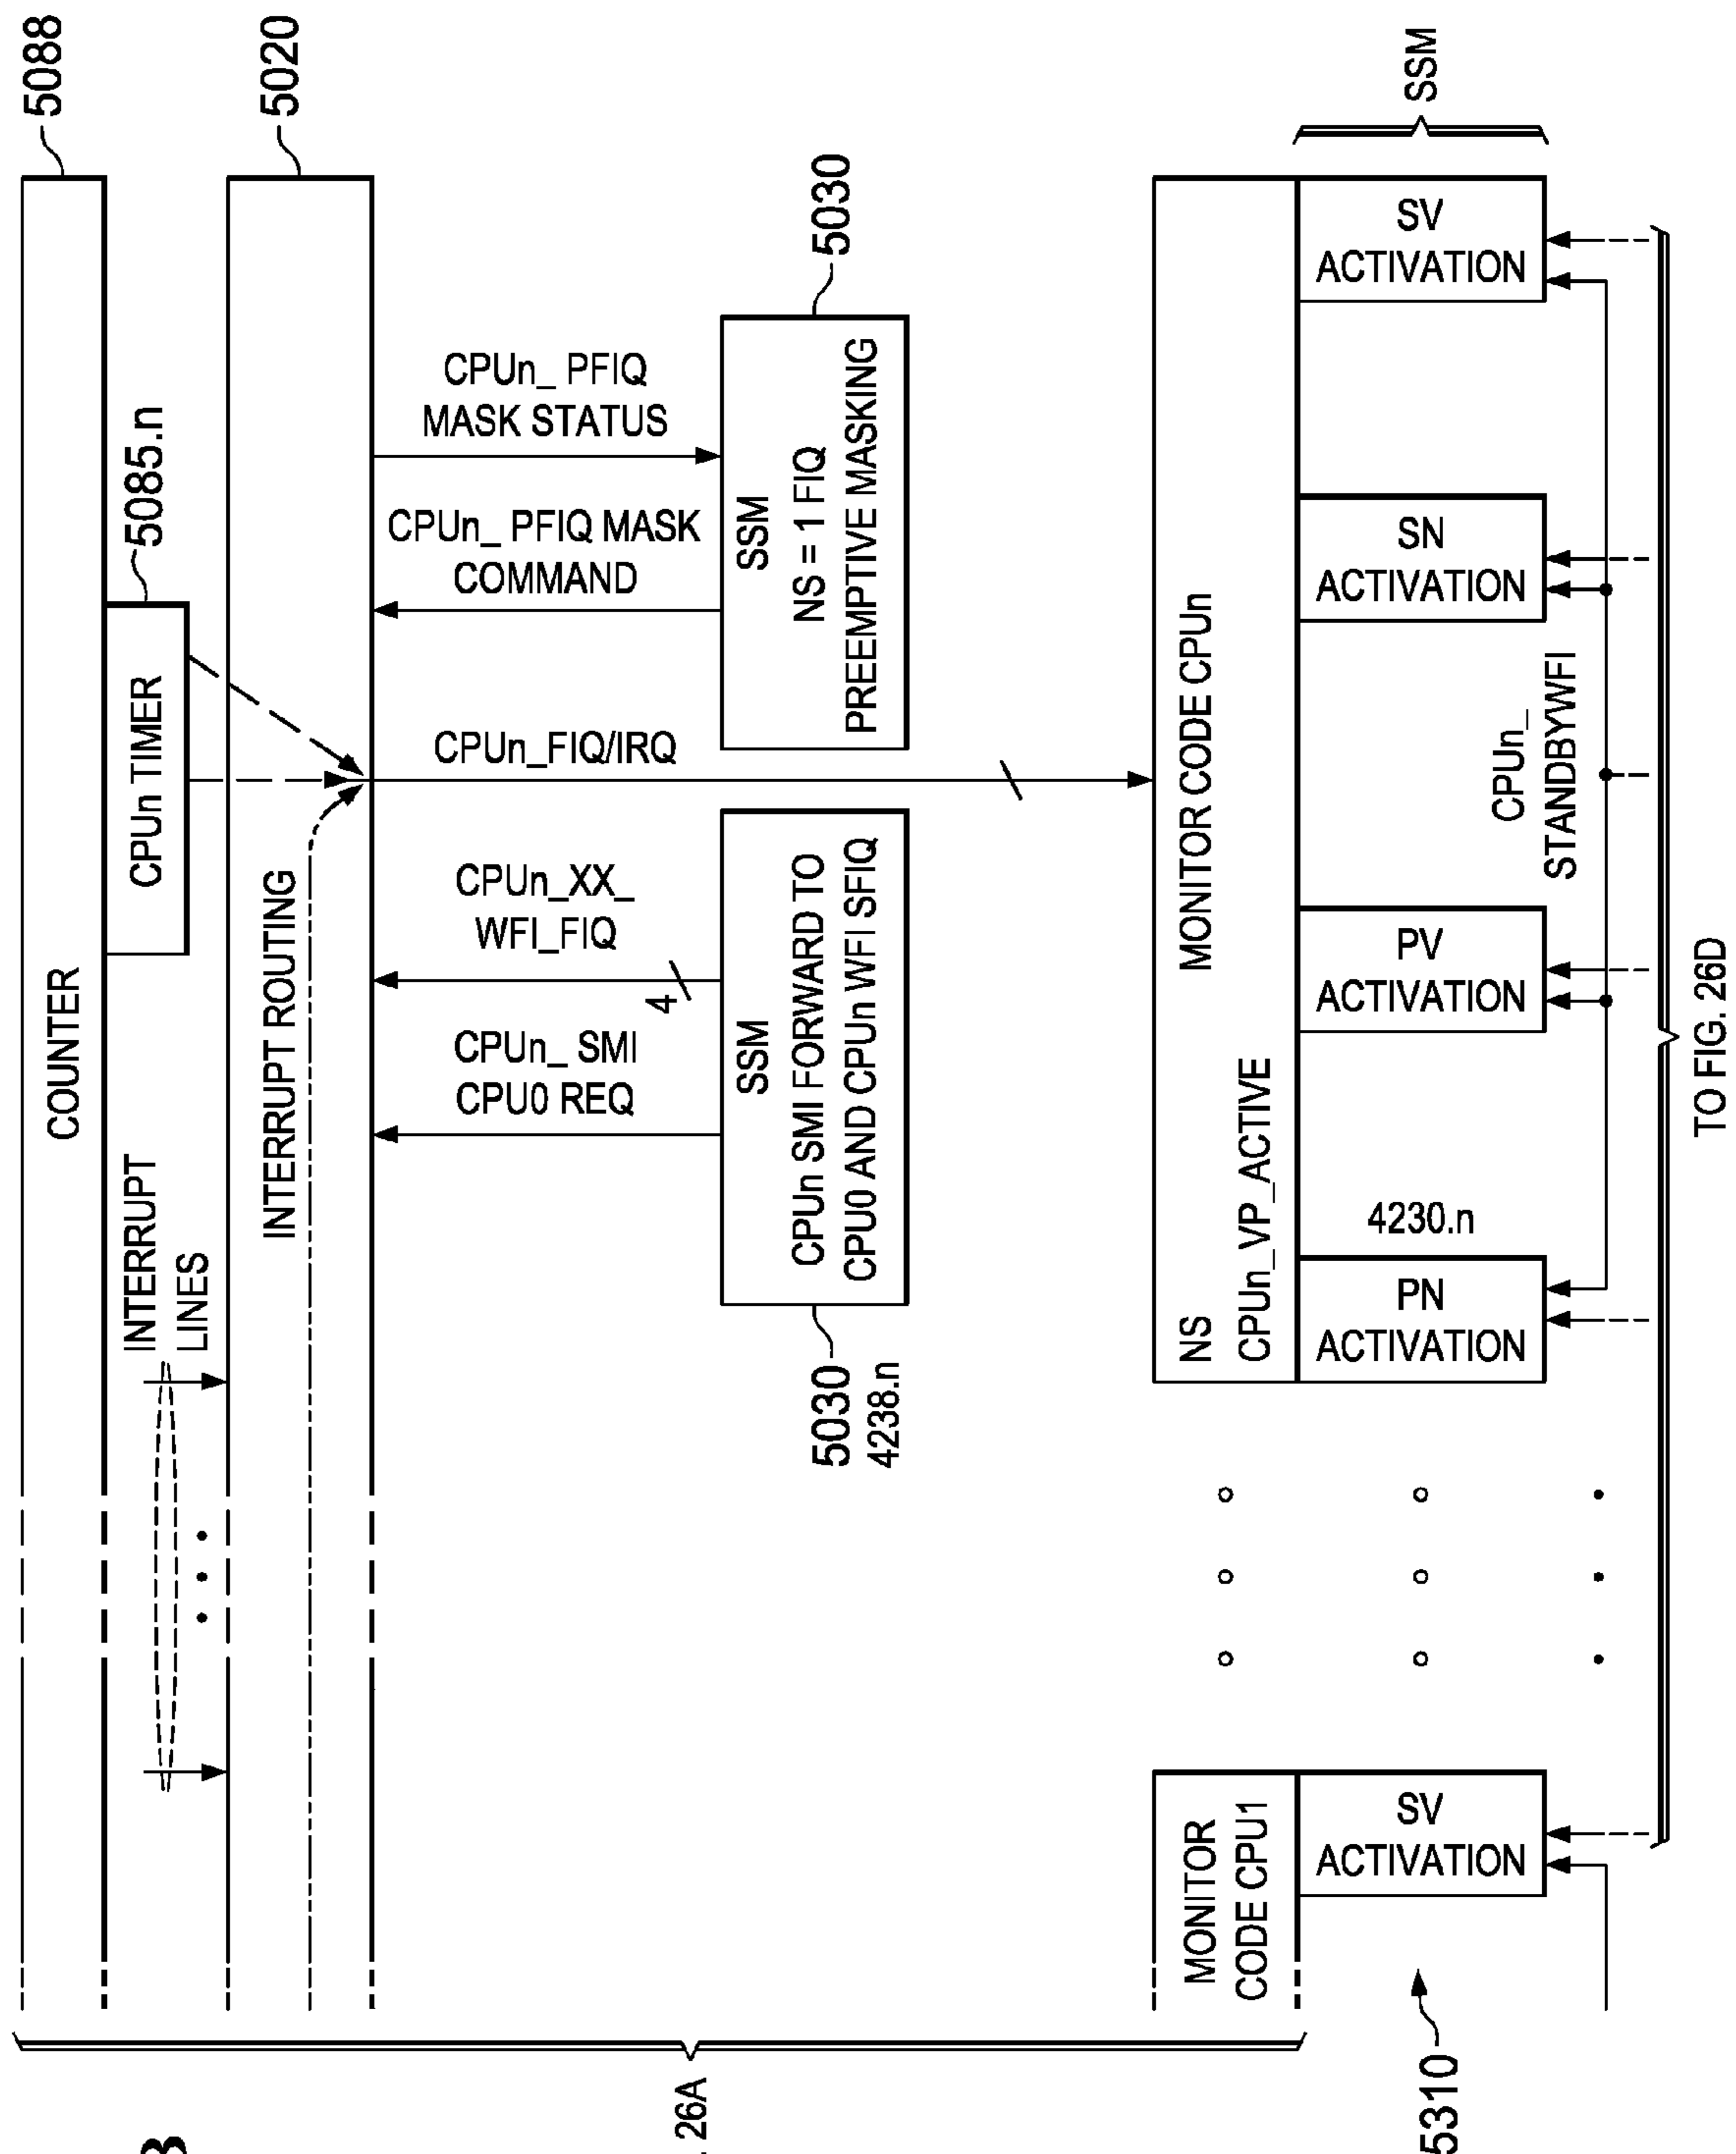 5088
COUNTER
CPUn TIMER
5085.n
INTERRUPT
LINES
5020
INTERRUPT ROUTING
CPUn_ SMI
CPU0 REQ
CPUn_XX_
WFI_FIQ
4
CPUn_FIQ/IRQ
CPUn_ PFIQ MASK
COMMAND
CPUn_ PFIQ
MASK STATUS
SSM
CPUn SMI FORWARD TO
CPU0 AND CPUn WFI SFIQ
5030
4238.n
SSM
NS = 1 FIQ
PREEMPTIVE MASKING
5030
26A
MONITOR
CODE CPU1
NS
MONITOR CODE CPUn
CPUn_VP_ACTIVE
SV
ACTIVATION
PN
ACTIVATION
4230.n
PV
ACTIVATION
SN
ACTIVATION
SV
ACTIVATION
SSM
5310
CPUn_
STANDBYWFI
TO FIG. 26D